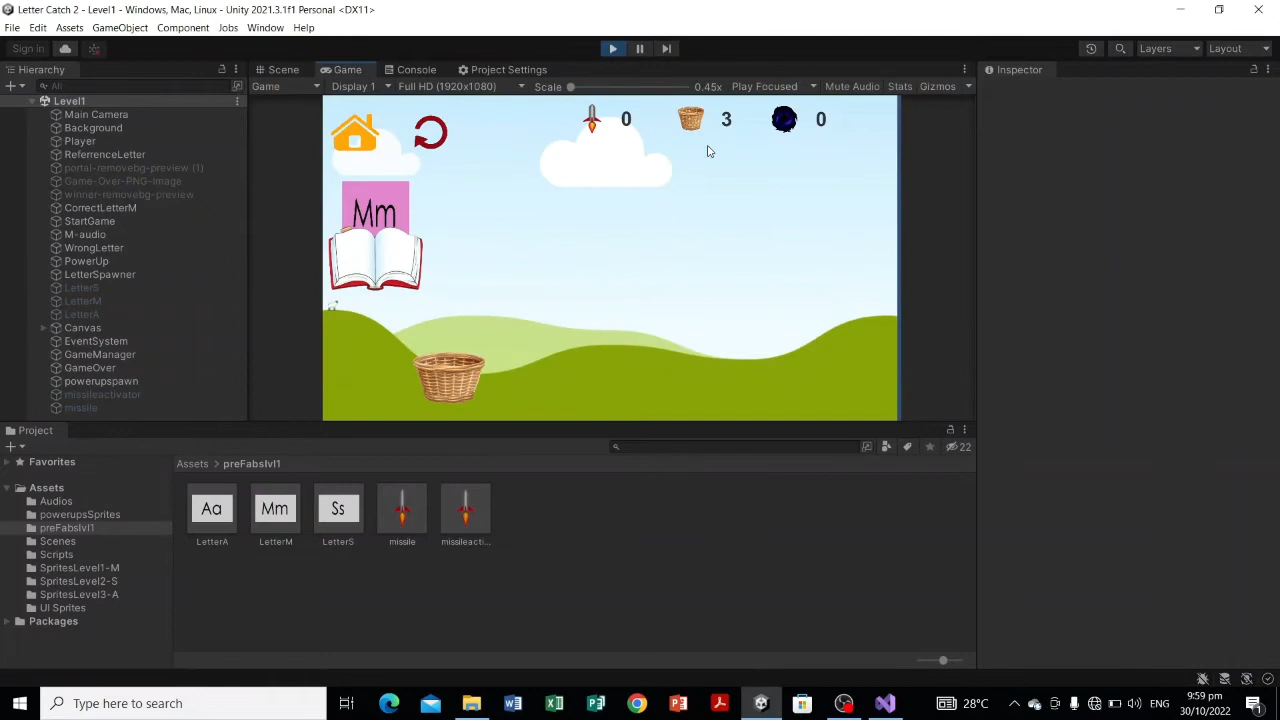 Letter Catch 2 - Level1 - Windows, Mac, Linux - Unity 2021.3.1f1 Personal <DX11>
File Edit Assets GameObject Component Jobs Window Help
Sign in Layers Layout
Hierarchy Scene Game Console Project Settings Inspector
All Game Display 1 Full HD (1920x1080) Scale 0.45x Play Focused Mute Audio Stats Gizmos
Level1
Main Camera
Background
Player
ReferrenceLetter
portal-removebg-preview (1)
Game-Over-PNG-Image
winner-removebg-preview
CorrectLetterM
StartGame
M-audio
WrongLetter
PowerUp
LetterSpawner
LetterS
LetterM
LetterA
Canvas
EventSystem
GameManager
GameOver
powerupspawn
missileactivator
missile
0 3 0
Mm
Project
22
Favorites
Assets
Audios
powerupsSprites
preFabslvl1
Scenes
Scripts
SpritesLevel1-M
SpritesLevel2-S
SpritesLevel3-A
UI Sprites
Packages
Assets > preFabslvl1
Aa Mm Ss
LetterA LetterM LetterS missile missileacti...
Type here to search
28°C ENG 9:59 pm
30/10/2022 1